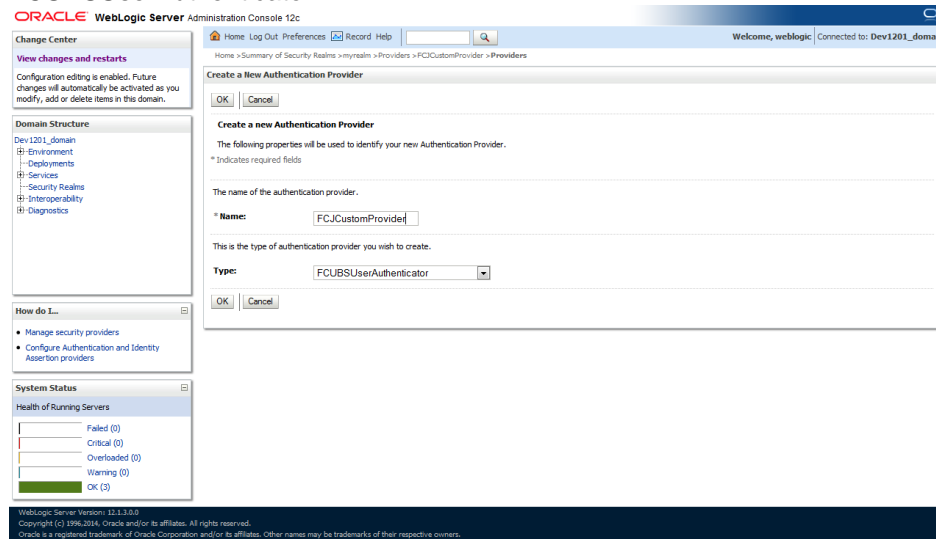 ORACLE WebLogic Server Administration Console 12c
Change Center
View changes and restarts
Configuration editing is enabled. Future
changes will automatically be activated as you
modify, add or delete items in this domain.
Domain Structure
Dev1201_domain
Environment
Deployments
Services
Security Realms
Interoperability
Diagnostics
How do I...
Manage security providers
Configure Authentication and Identity
Assertion providers
System Status
Health of Running Servers
Failed (0)
Critical (0)
Overloaded (0)
Warning (0)
OK (3)
Home Log Out Preferences Record Help
Welcome, weblogic Connected to: Dev1201_doma
Home >Summary of Security Realms >myrealm >Providers >FCJCustomProvider >Providers
Create a New Authentication Provider
OK Cancel
Create a new Authentication Provider
The following properties will be used to identify your new Authentication Provider.
* Indicates required fields
The name of the authentication provider.
* Name: FCJCustomProvider
This is the type of authentication provider you wish to create.
Type: FCUBSUserAuthenticator
OK Cancel
WebLogic Server Version: 12.1.3.0.0
Copyright (c) 1996,2014, Oracle and/or its affiliates. All rights reserved.
Oracle is a registered trademark of Oracle Corporation and/or its affiliates. Other names may be trademarks of their respective owners.